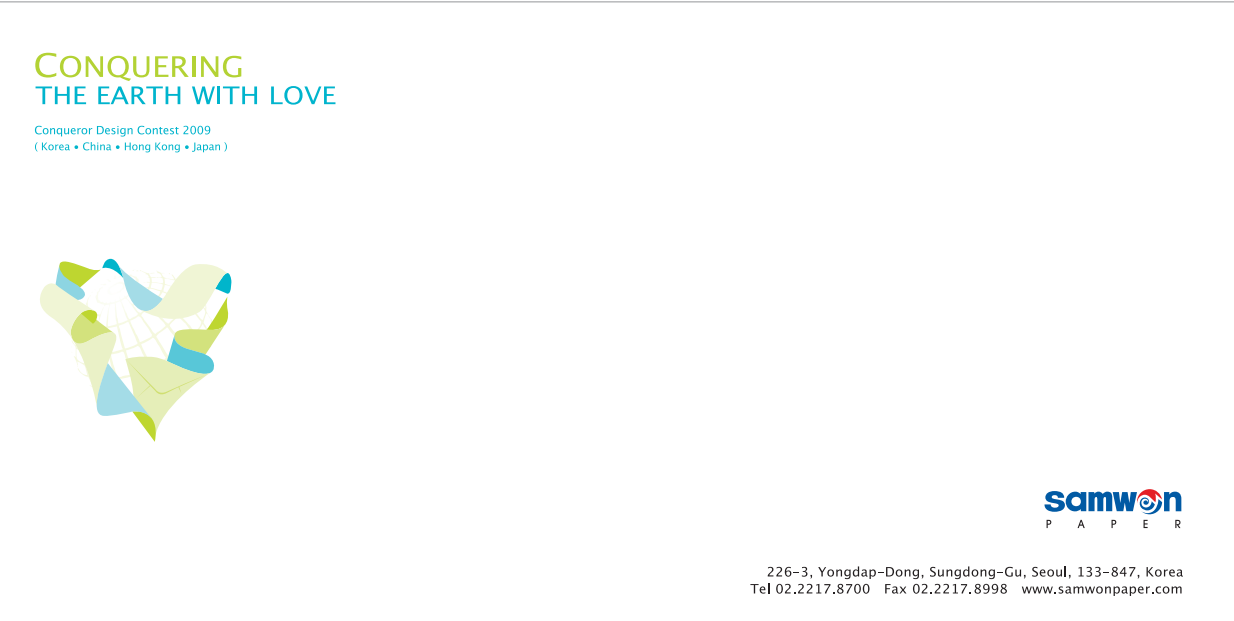 CONQUERING
THE EARTH WITH LOVE
Conqueror Design Contest 2009
( Korea • China • Hong Kong • Japan )
samwon
PAPER
226-3, Yongdap-Dong, Sungdong-Gu, Seoul, 133-847, Korea
Tel 02.2217.8700 Fax 02.2217.8998 www.samwonpaper.com